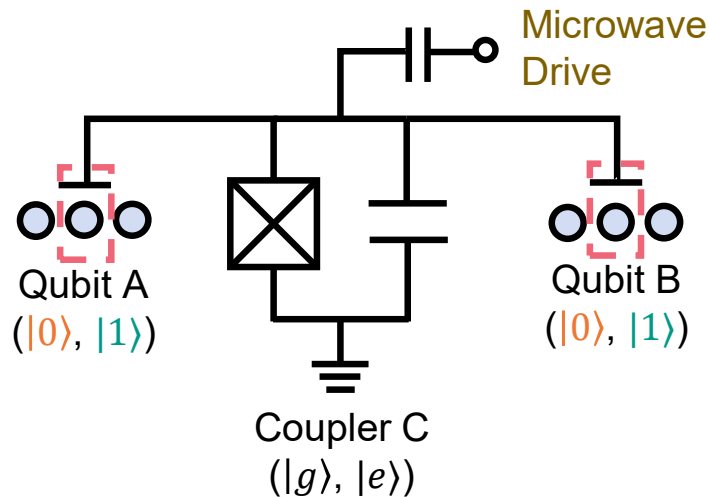 Microwave
Drive
Qubit A
(|0⟩, |1⟩)
Qubit B
(|0⟩, |1⟩)
Coupler C
(|g⟩, |e⟩)